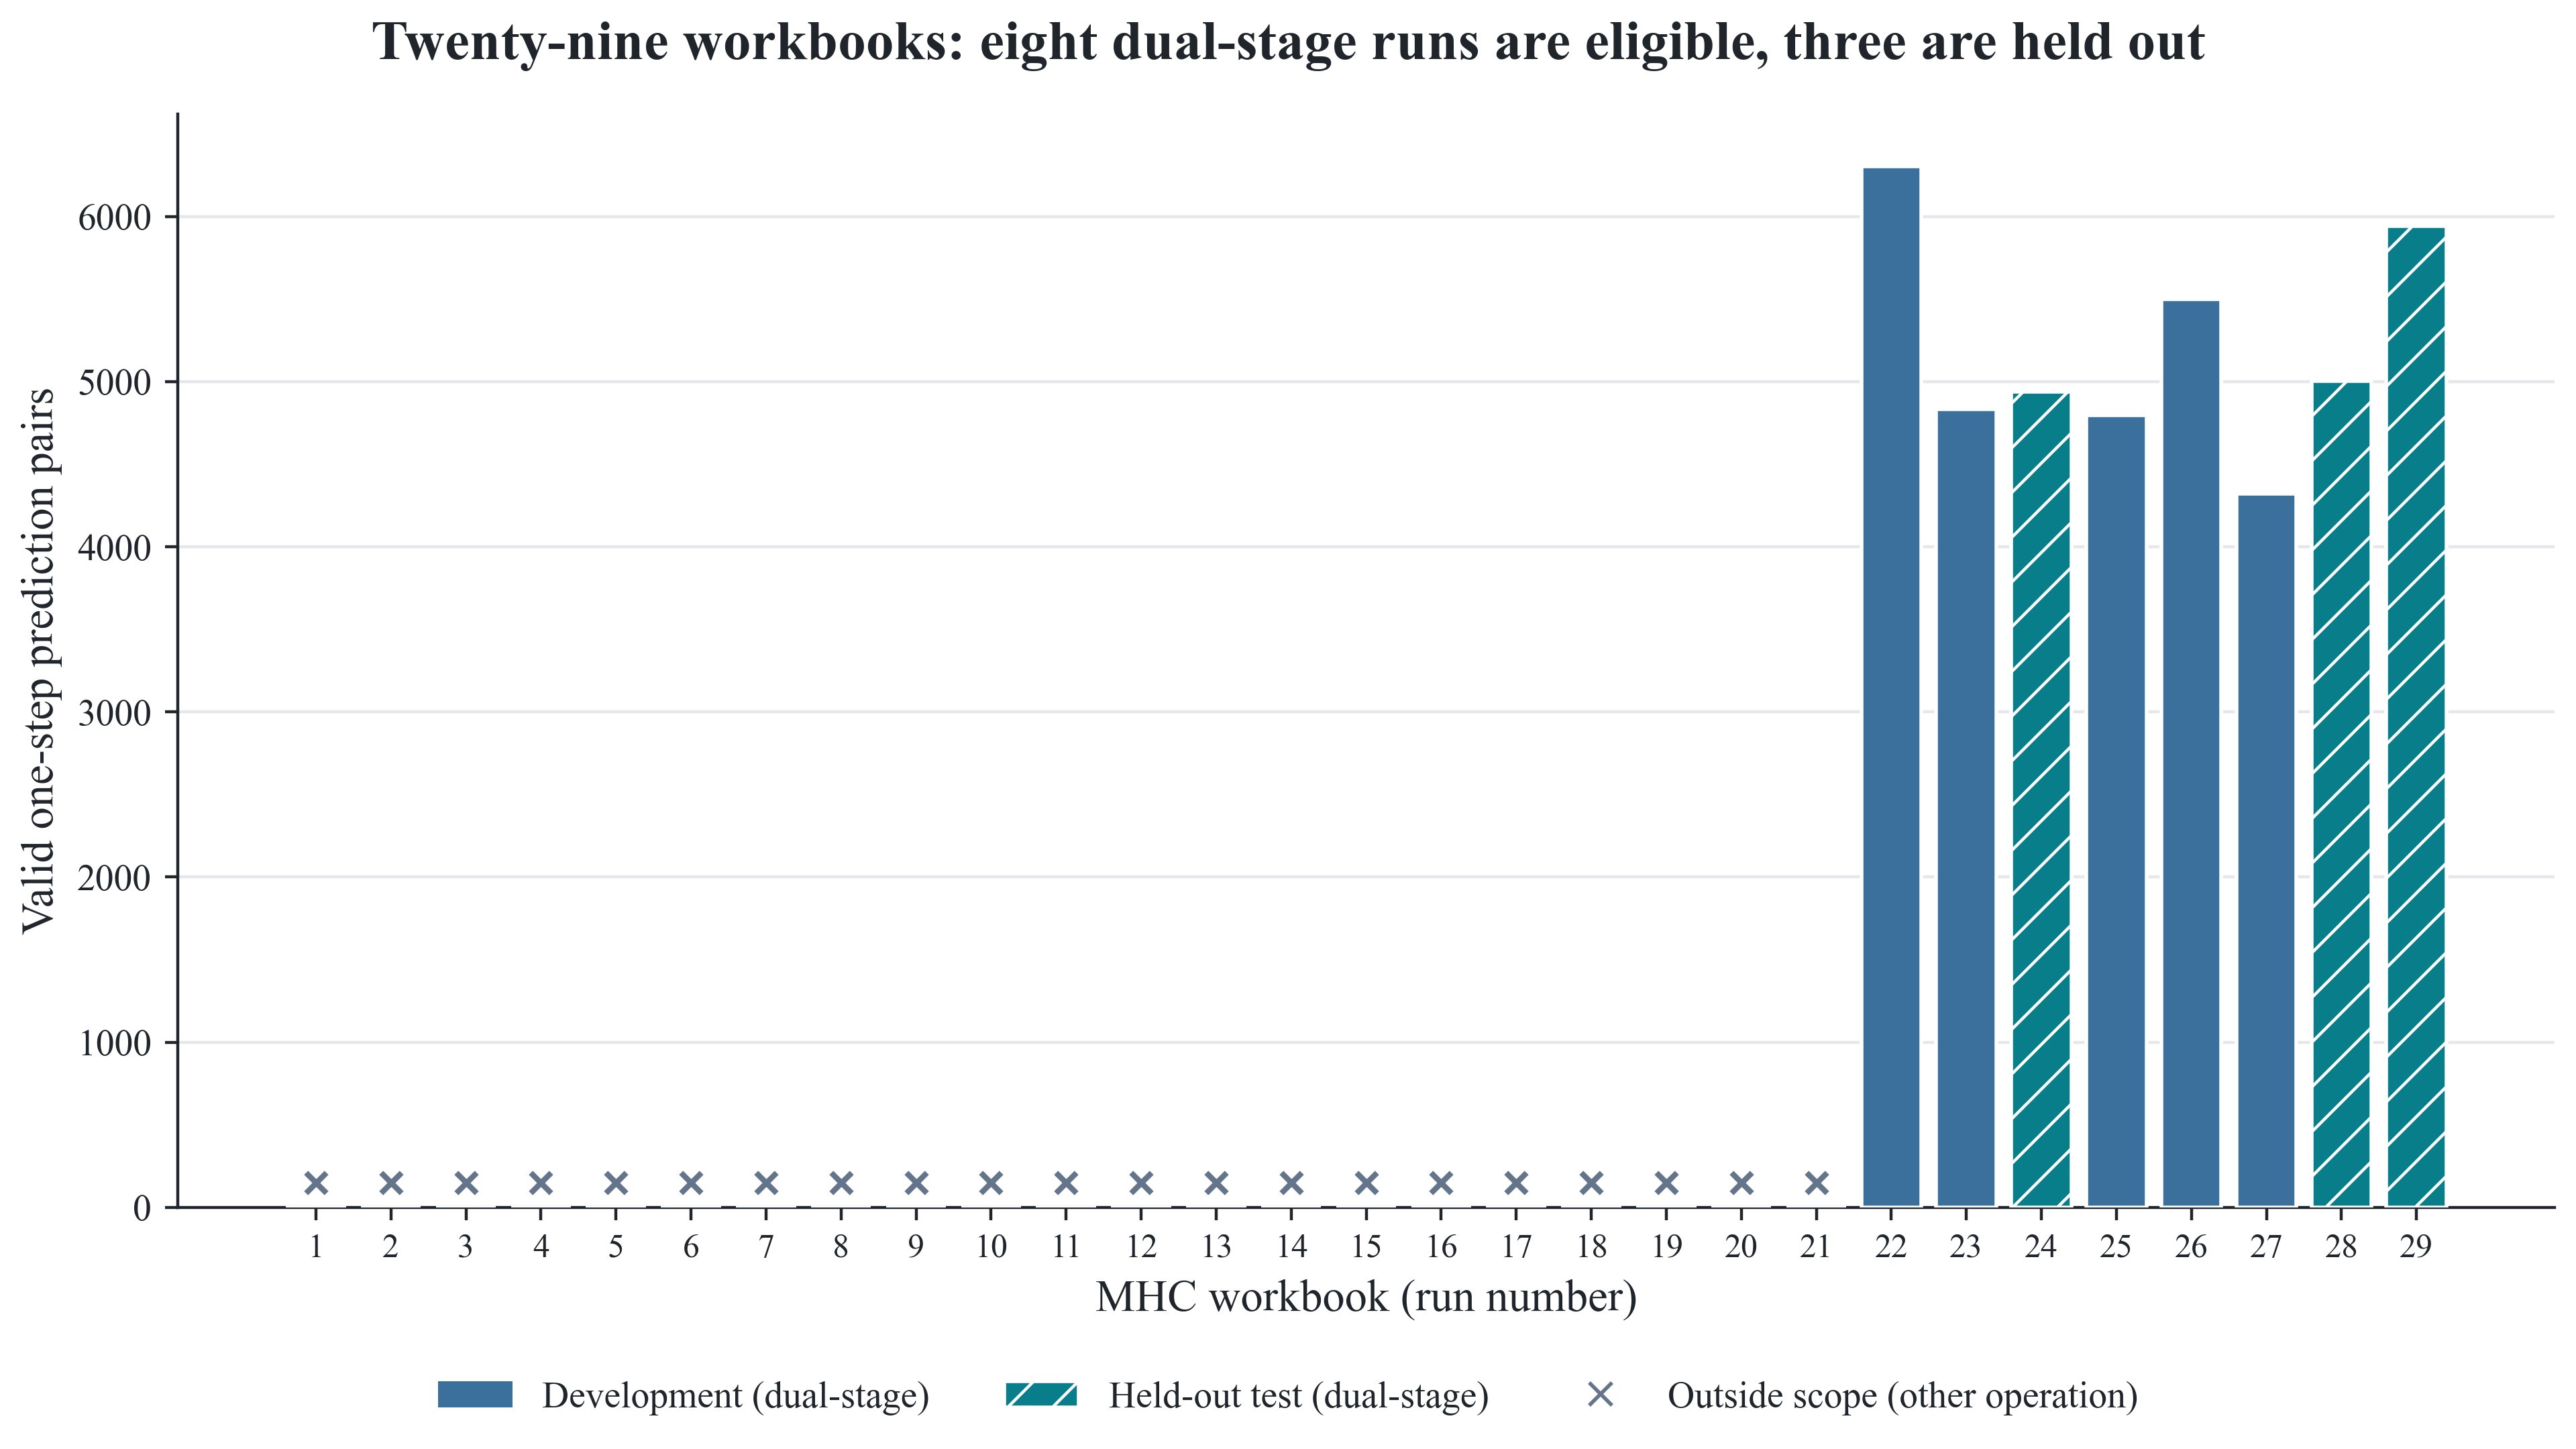 Twenty-nine workbooks: eight dual-stage runs are eligible, three are held out
Valid one-step prediction pairs
6000
5000
4000
3000
2000
1000
0
1 2 3 4 5 6 7 8 9 10 11 12 13 14 15 16 17 18 19 20 21 22 23 24 25 26 27 28 29
MHC workbook (run number)
Development (dual-stage) Held-out test (dual-stage) Outside scope (other operation)